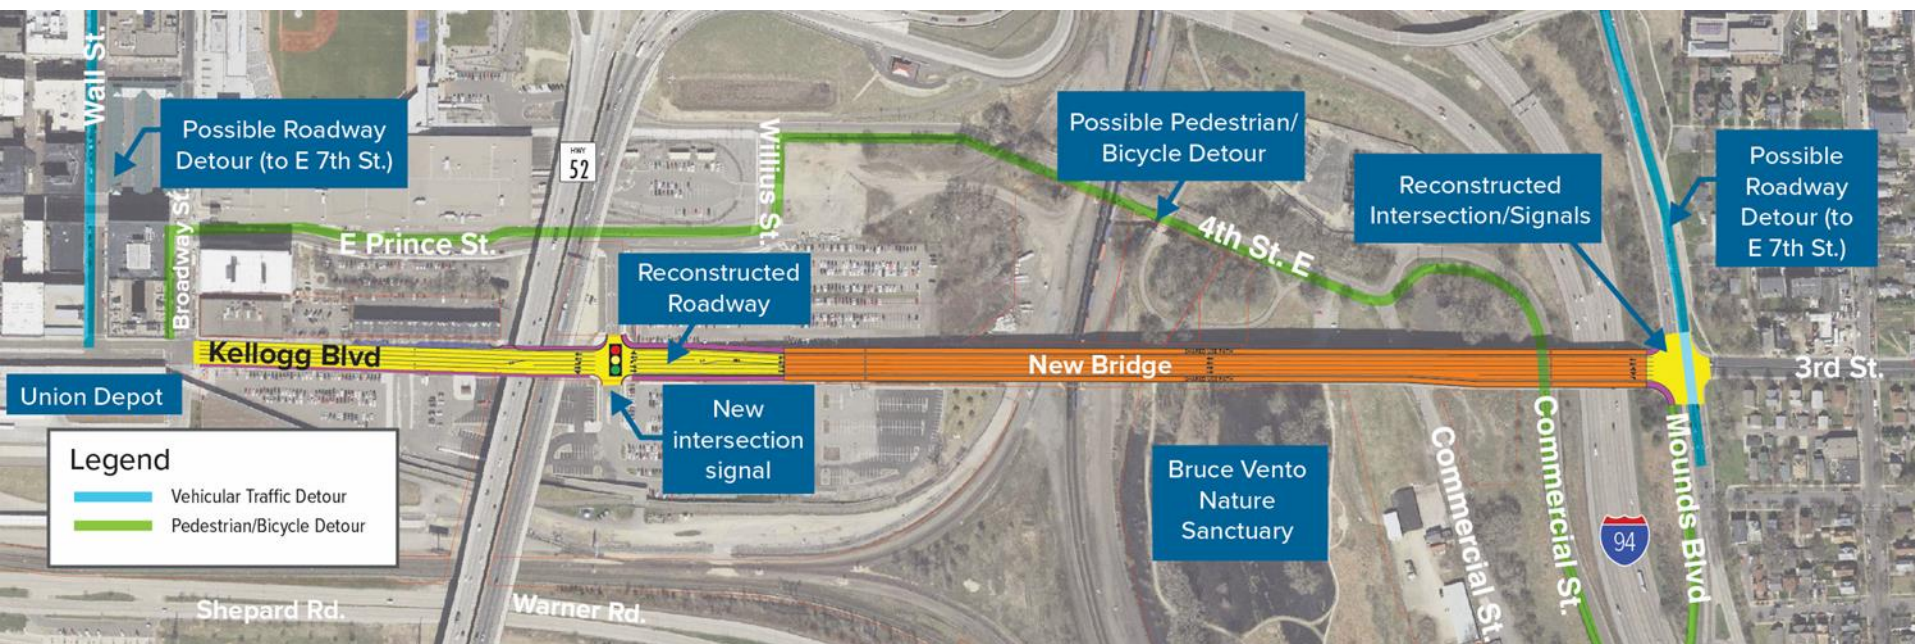 Wall St.
Possible Roadway
Detour (to E 7th St.)
Broadway St.
E Prince St.
HWY
52
Willius St.
Possible Pedestrian/
Bicycle Detour
4th St. E
Reconstructed
Intersection/Signals
Possible
Roadway
Detour (to
E 7th St.)
Reconstructed
Roadway
Kellogg Blvd
New Bridge
3rd St.
Union Depot
New
intersection
signal
Legend
Vehicular Traffic Detour
Pedestrian/Bicycle Detour
Bruce Vento
Nature
Sanctuary
Commercial St.
Commercial St.
94
Mounds Blvd
Shepard Rd.
Warner Rd.